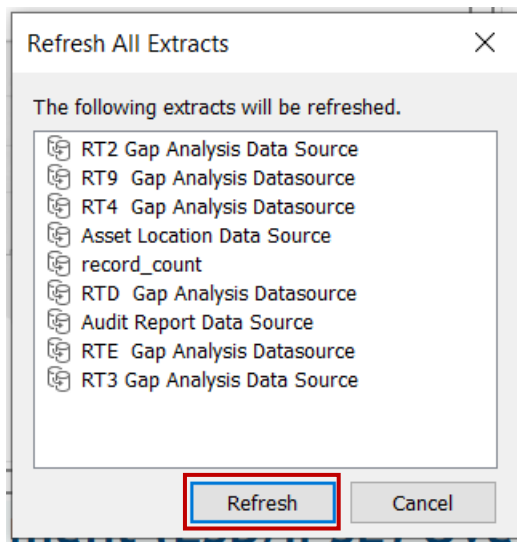 Refresh All Extracts
The following extracts will be refreshed.
RT2 Gap Analysis Data Source
RT9  Gap Analysis Datasource
RT4  Gap Analysis Datasource
Asset Location Data Source
record_count
RTD  Gap Analysis Datasource
Audit Report Data Source
RTE  Gap Analysis Datasource
RT3 Gap Analysis Data Source
Refresh
Cancel